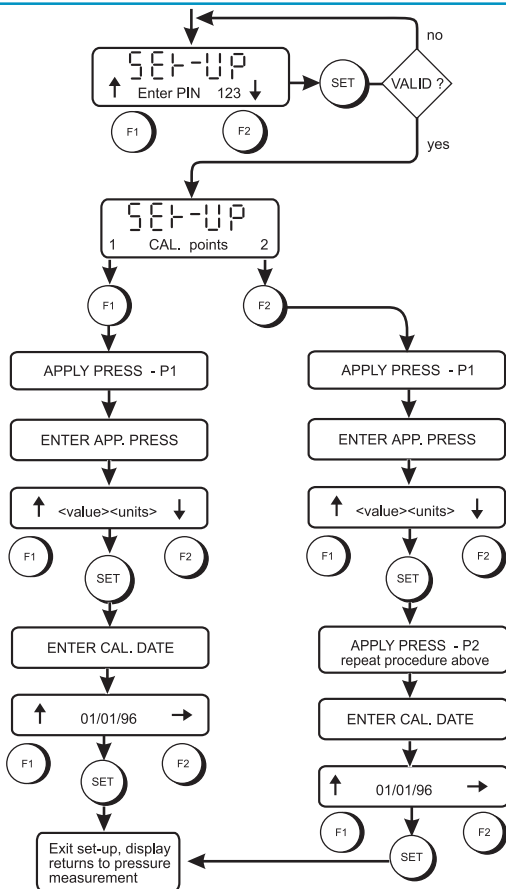 no
SEt-UP
Enter PIN 123
SET
VALID ?
F1
F2
yes
SEt-UP
1 CAL. points 2
F1
F2
APPLY PRESS - P1
ENTER APP. PRESS
<value><units>
F1
F2
SET
ENTER CAL. DATE
01/01/96
F1
F2
SET
Exit set-up, display
returns to pressure
measurement
APPLY PRESS - P1
ENTER APP. PRESS
<value><units>
F1
F2
SET
APPLY PRESS - P2
repeat procedure above
ENTER CAL. DATE
01/01/96
F1
F2
SET